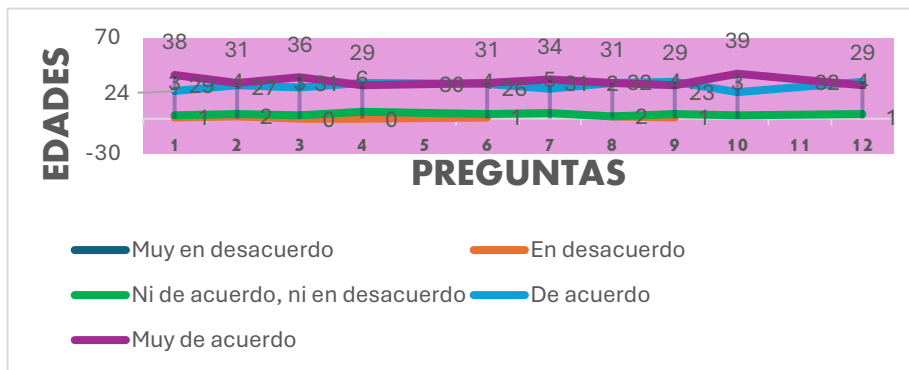 70
38 31 36 29 31 34 31 29 39 29
3 4 3 6 4 5 2 4 3 4
24 29 27 31 30 26 31 32 23 32
1 2 0 0 1 2 1 1
-30
1 2 3 4 5 6 7 8 9 10 11 12
EDADES
PREGUNTAS
Muy en desacuerdo
En desacuerdo
Ni de acuerdo, ni en desacuerdo
De acuerdo
Muy de acuerdo